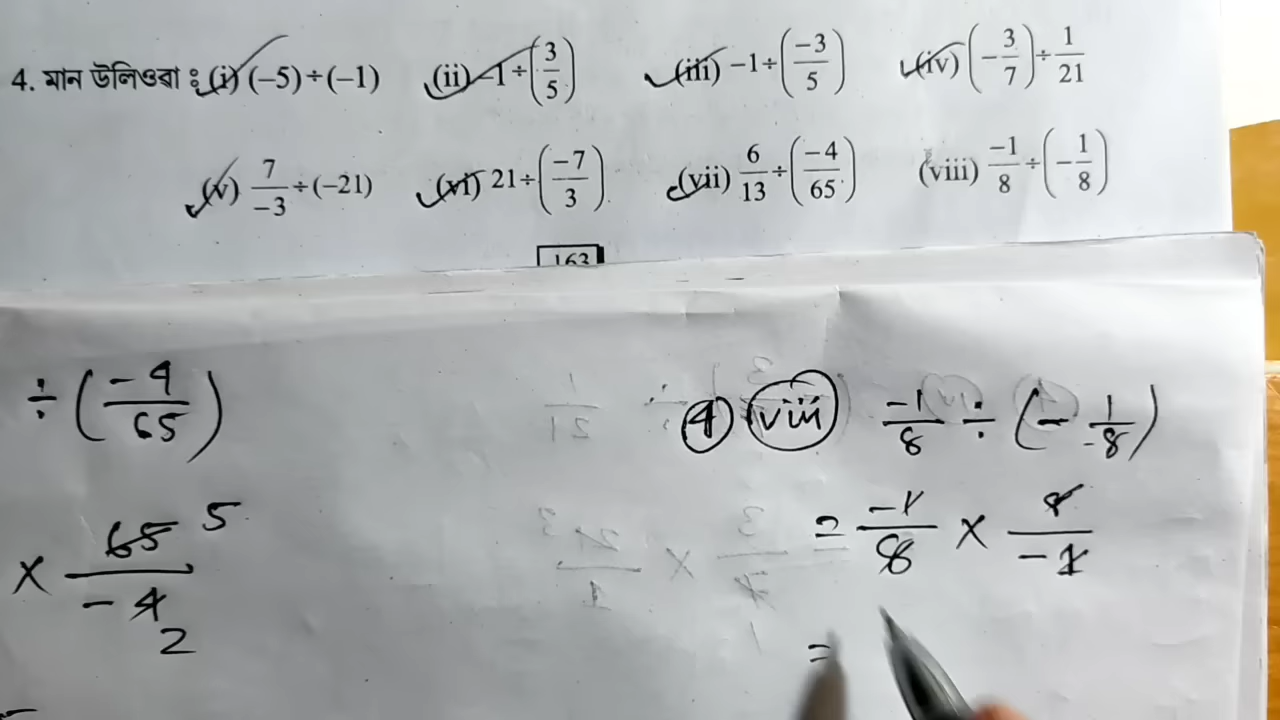 4. মান উলিওৱা ঃ (i) (−5)÷(−1) (ii) −1÷(3/5) (iii) −1÷(−3/5) (iv) (−3/7)÷1/21
(v) 7/−3÷(−21) (vi) 21÷(−7/3) (vii) 6/13÷(−4/65) (viii) −1/8÷(−1/8)
163
÷ (−4/65)
× 65/−4 5 2
4 viii −1/8 ÷ (− 1/-8)
= −1/8 × 8/−1
=